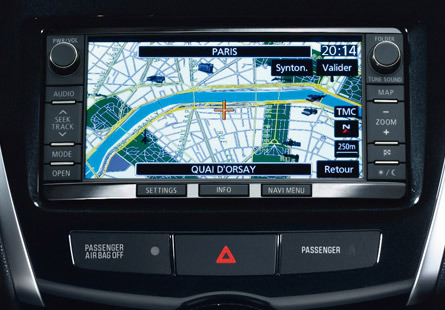 PWR/VOL
FOLDER
PARIS
20:14
Synton.
Valider
TUNE SOUND
AUDIO
MAP
SEEK
TRACK
TMC
ZOOM
N
MODE
250m
OPEN
QUAI D'ORSAY
Retour
SETTINGS
INFO
NAVI MENU
PASSENGER
AIR BAG OFF
PASSENGER